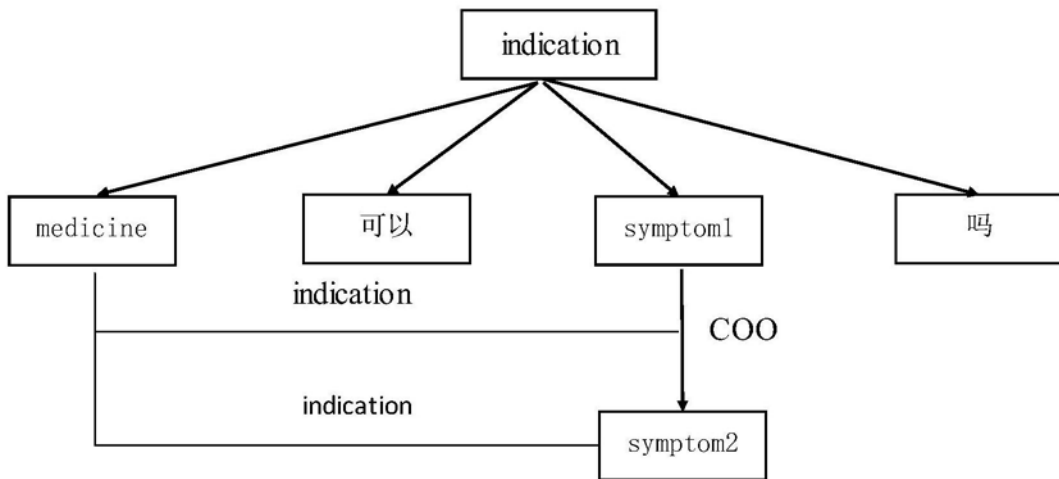 indication
medicine
可以
symptom1
吗
indication
COO
indication
symptom2